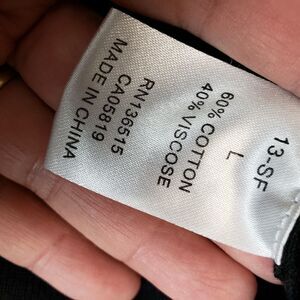 13-SF
L
60% COTTON
40% VISCOSE
RN136515
CA05819
MADE IN CHINA